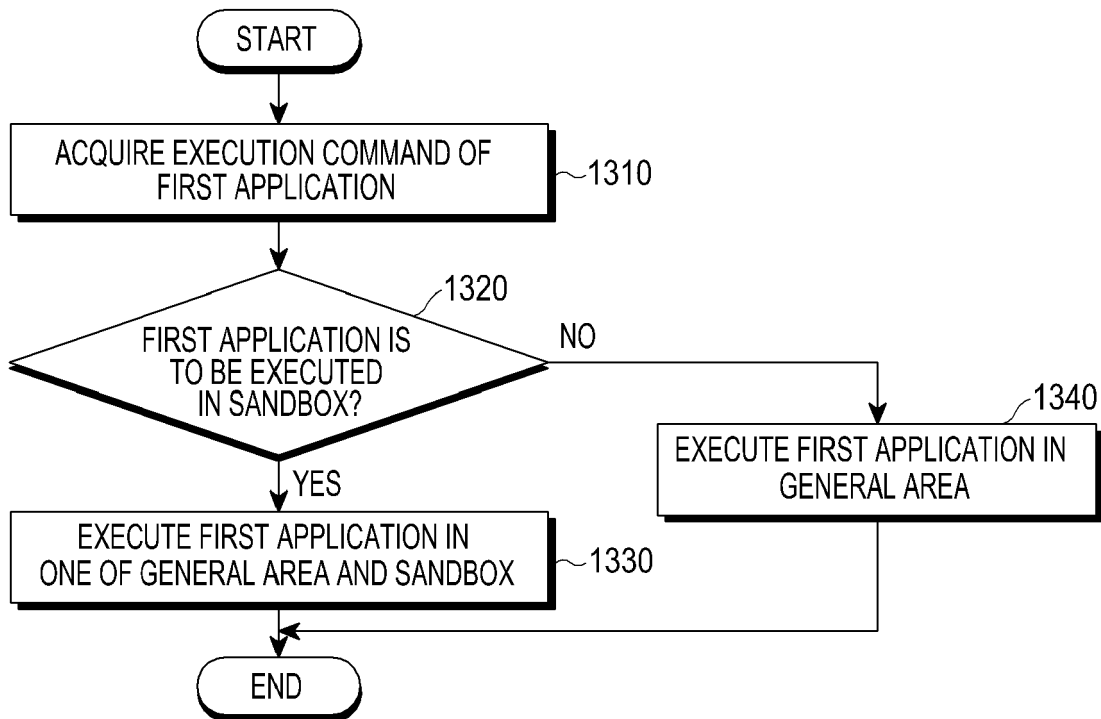 START
ACQUIRE EXECUTION COMMAND OF
FIRST APPLICATION
1310
1320
FIRST APPLICATION IS
TO BE EXECUTED
IN SANDBOX?
NO
YES
1340
EXECUTE FIRST APPLICATION IN
GENERAL AREA
EXECUTE FIRST APPLICATION IN
ONE OF GENERAL AREA AND SANDBOX
1330
END